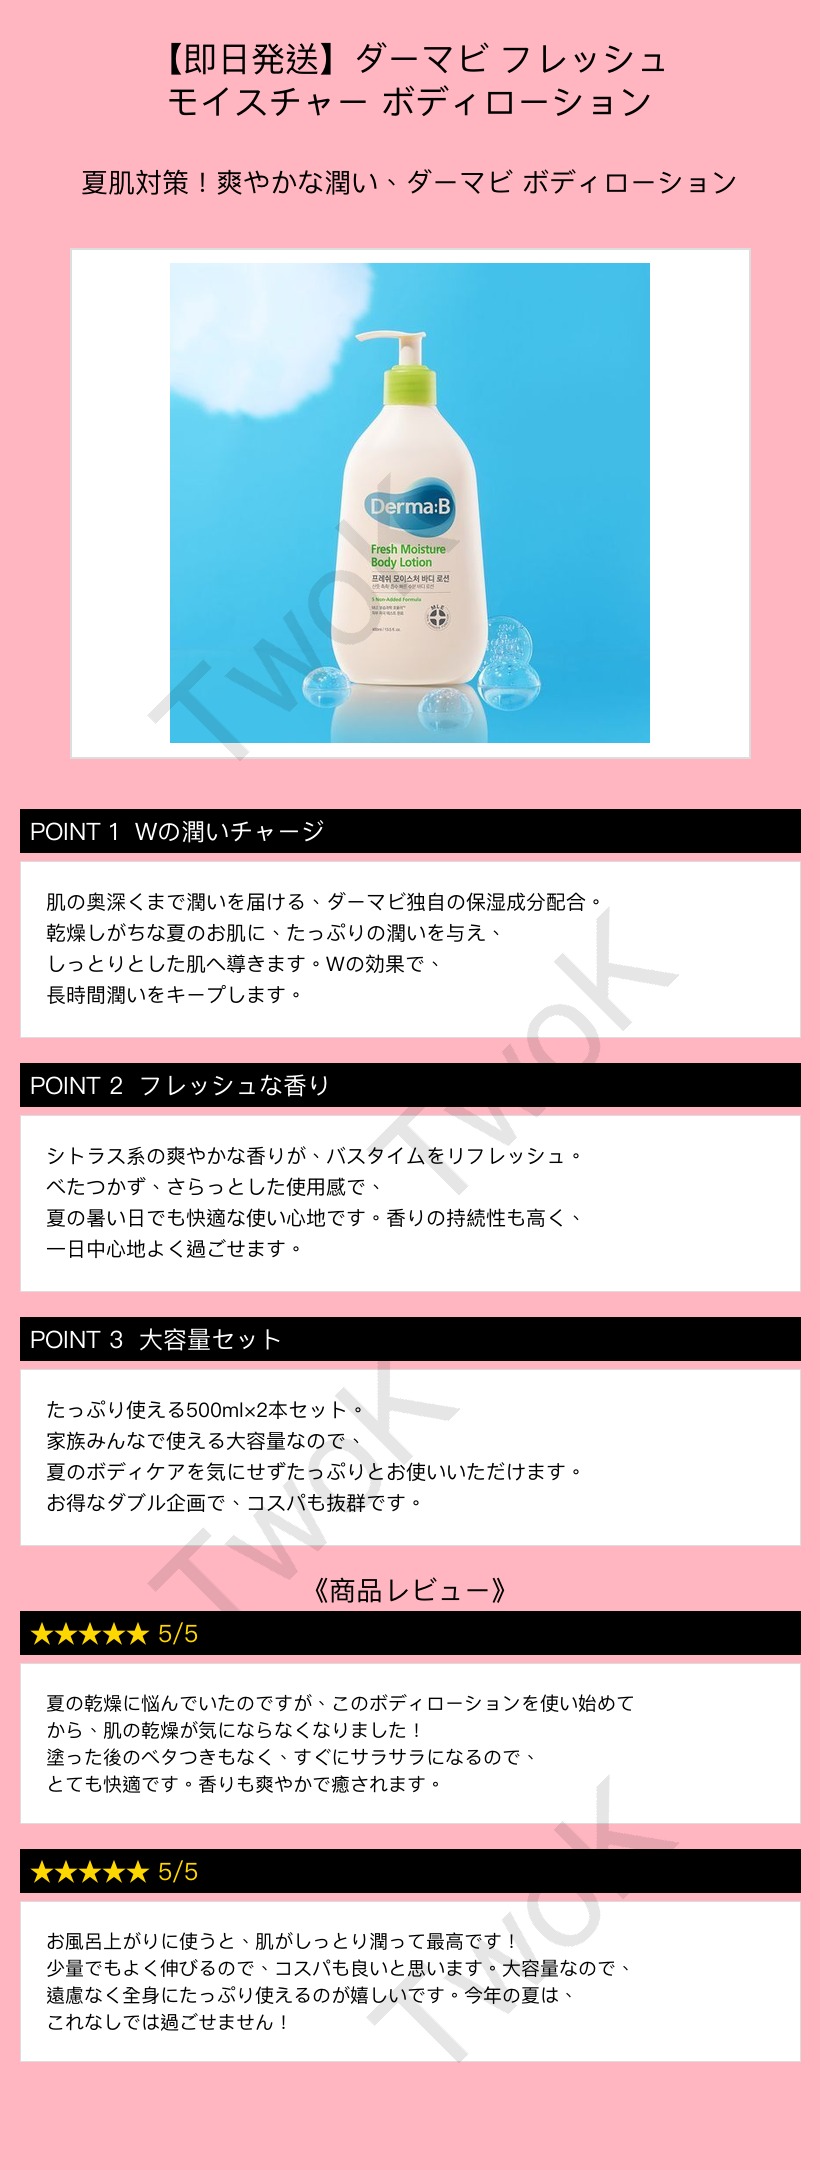 【即日発送】ダーマビ フレッシュ
モイスチャー ボディローション
夏肌対策！爽やかな潤い、ダーマビ ボディローション
Derma:B
Fresh Moisture
Body Lotion
프레쉬 모이스처 바디 로션
5 Non-Added Formula
MLE
TwoK
POINT 1 Wの潤いチャージ
肌の奥深くまで潤いを届ける、ダーマビ独自の保湿成分配合。
乾燥しがちな夏のお肌に、たっぷりの潤いを与え、
しっとりとした肌へ導きます。Wの効果で、
長時間潤いをキープします。
TwoK
POINT 2 フレッシュな香り
シトラス系の爽やかな香りが、バスタイムをリフレッシュ。
べたつかず、さらっとした使用感で、
夏の暑い日でも快適な使い心地です。香りの持続性も高く、
一日中心地よく過ごせます。
POINT 3 大容量セット
たっぷり使える500ml×2本セット。
家族みんなで使える大容量なので、
夏のボディケアを気にせずたっぷりとお使いいただけます。
お得なダブル企画で、コスパも抜群です。
TwoK
《商品レビュー》
★★★★★ 5/5
夏の乾燥に悩んでいたのですが、このボディローションを使い始めて
から、肌の乾燥が気にならなくなりました！
塗った後のベタつきもなく、すぐにサラサラになるので、
とても快適です。香りも爽やかで癒されます。
★★★★★ 5/5
お風呂上がりに使うと、肌がしっとり潤って最高です！
少量でもよく伸びるので、コスパも良いと思います。大容量なので、
遠慮なく全身にたっぷり使えるのが嬉しいです。今年の夏は、
これなしでは過ごせません！
TwoK